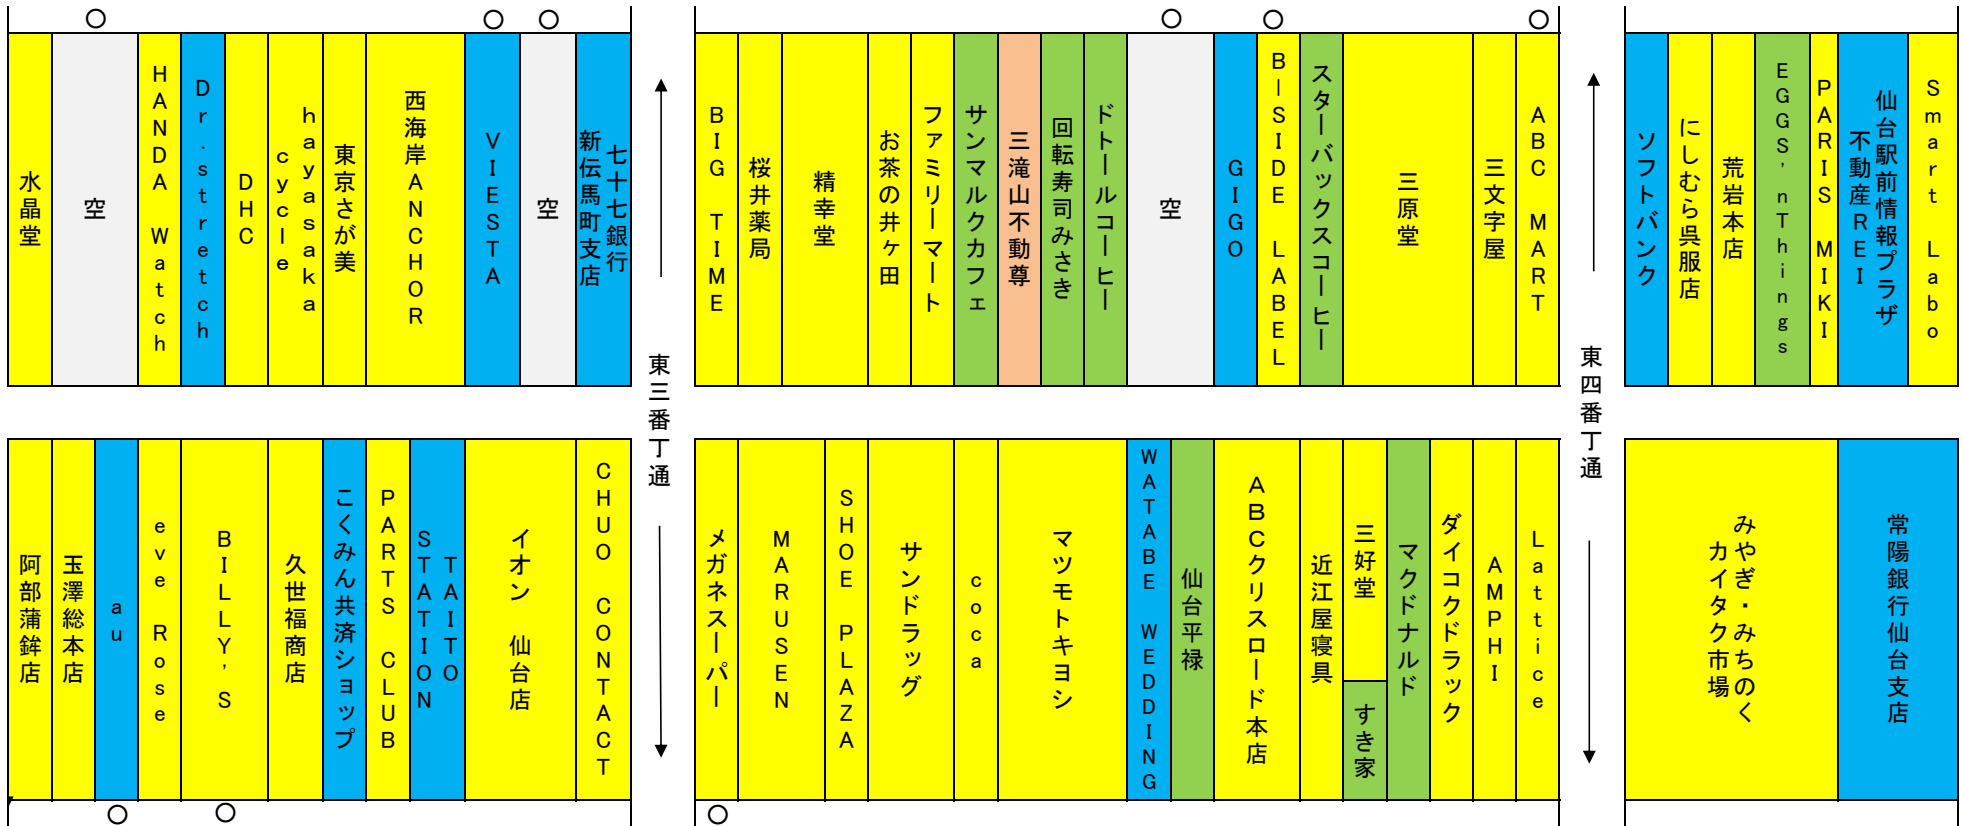 水晶堂
空
HANDA Watch
Dr.stretch
DHC
hayasaka
cycle
東京さが美
西海岸ANCHOR
VIESTA
空
七十七銀行
新伝馬町支店
東三番丁通
BIG TIME
桜井薬局
精幸堂
お茶の井ヶ田
ファミリーマート
サンマルクカフェ
三滝山不動尊
回転寿司みさき
ドトールコーヒー
空
GIGO
B-SIDE LABEL
スターバックスコーヒー
三原堂
三文字屋
ABC MART
東四番丁通
ソフトバンク
にしむら呉服店
荒岩本店
EGGS'nThings
PARIS MIKI
仙台駅前情報プラザ
不動産REI
Smart Labo
阿部蒲鉾店
玉澤総本店
au
eve Rose
BILLY'S
久世福商店
こくみん共済ショップ
PARTS CLUB
TAITO
STATION
イオン 仙台店
CHUO CONTACT
メガネスーパー
MARUSEN
SHOE PLAZA
サンドラッグ
coca
マツモトキヨシ
WATABE WEDDING
仙台平禄
ABCクリスロード本店
近江屋寝具
三好堂
すき家
マクドナルド
ダイコクドラック
AMPHI
Lattice
みやぎ・みちのく
カイタク市場
常陽銀行仙台支店